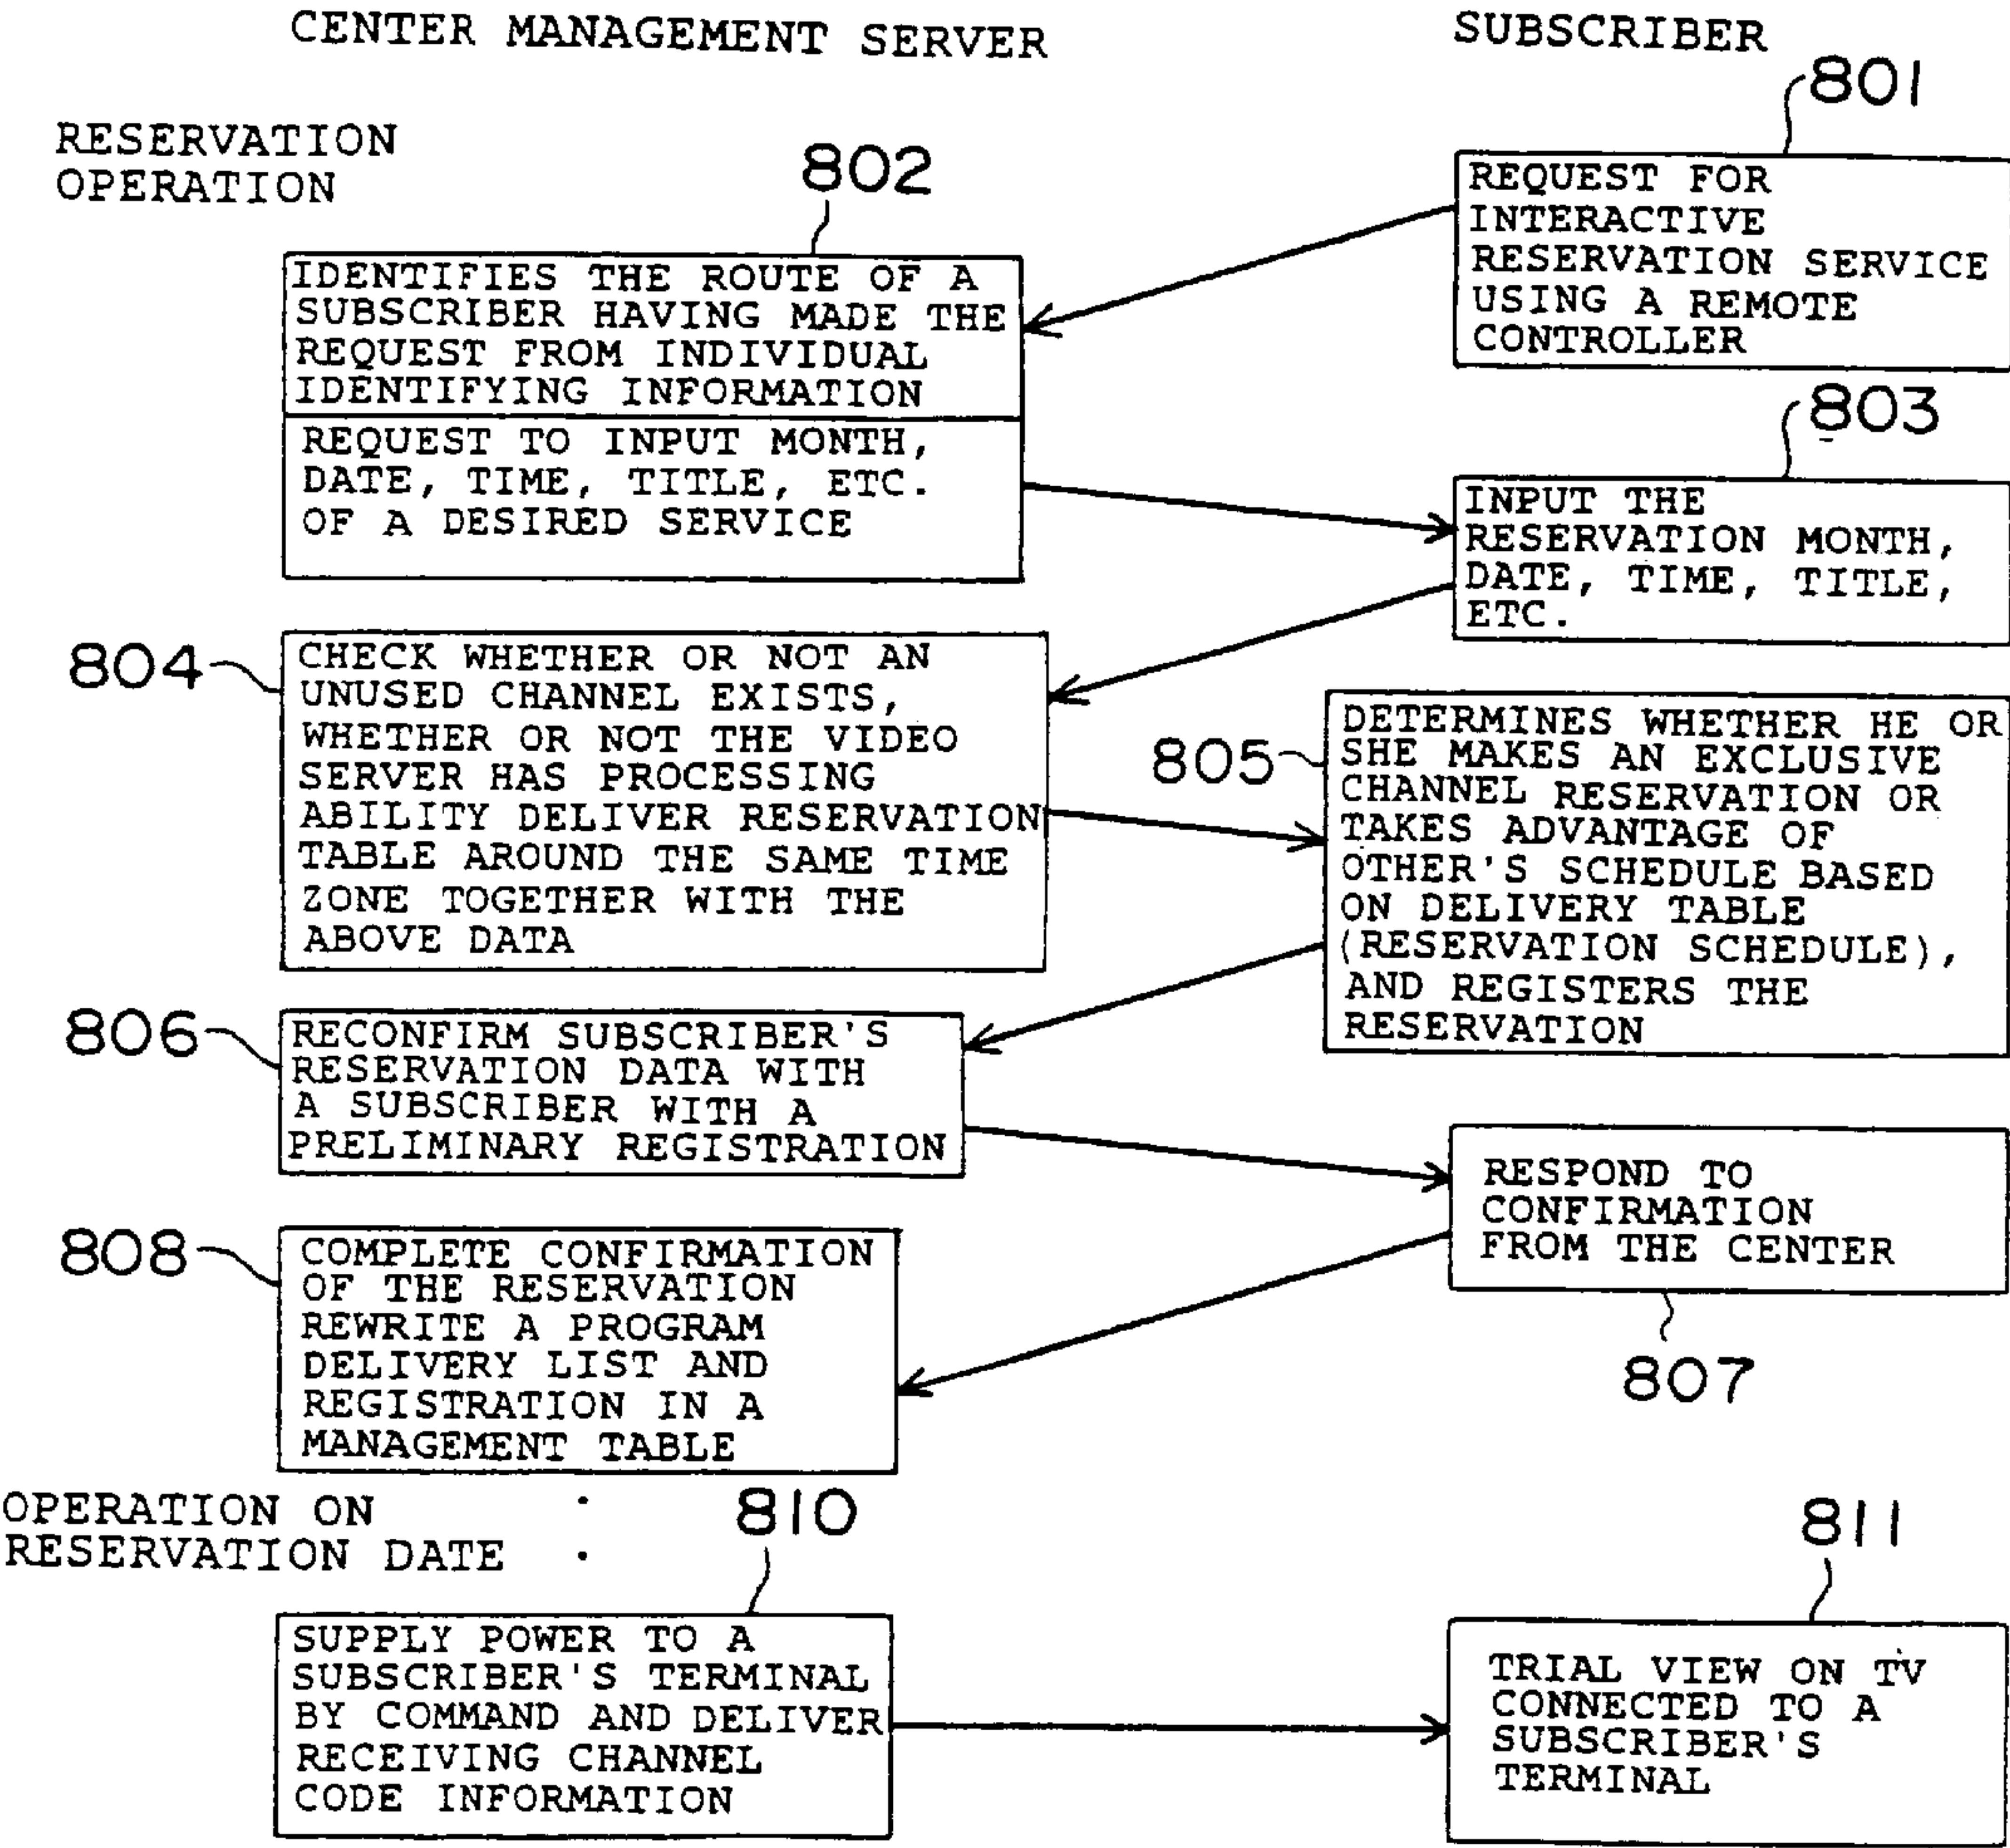 CENTER MANAGEMENT SERVER
SUBSCRIBER
801
RESERVATION
OPERATION
802
REQUEST FOR
INTERACTIVE
RESERVATION SERVICE
USING A REMOTE
CONTROLLER
IDENTIFIES THE ROUTE OF A
SUBSCRIBER HAVING MADE THE
REQUEST FROM INDIVIDUAL
IDENTIFYING INFORMATION
803
REQUEST TO INPUT MONTH,
DATE, TIME, TITLE, ETC.
OF A DESIRED SERVICE
INPUT THE
RESERVATION MONTH,
DATE, TIME, TITLE,
ETC.
804
CHECK WHETHER OR NOT AN
UNUSED CHANNEL EXISTS,
WHETHER OR NOT THE VIDEO
SERVER HAS PROCESSING
ABILITY DELIVER RESERVATION
TABLE AROUND THE SAME TIME
ZONE TOGETHER WITH THE
ABOVE DATA
805
DETERMINES WHETHER HE OR
SHE MAKES AN EXCLUSIVE
CHANNEL RESERVATION OR
TAKES ADVANTAGE OF
OTHER'S SCHEDULE BASED
ON DELIVERY TABLE
(RESERVATION SCHEDULE),
AND REGISTERS THE
RESERVATION
806
RECONFIRM SUBSCRIBER'S
RESERVATION DATA WITH
A SUBSCRIBER WITH A
PRELIMINARY REGISTRATION
RESPOND TO
CONFIRMATION
FROM THE CENTER
807
808
COMPLETE CONFIRMATION
OF THE RESERVATION
REWRITE A PROGRAM
DELIVERY LIST AND
REGISTRATION IN A
MANAGEMENT TABLE
OPERATION ON
RESERVATION DATE :
810
811
SUPPLY POWER TO A
SUBSCRIBER'S TERMINAL
BY COMMAND AND DELIVER
RECEIVING CHANNEL
CODE INFORMATION
TRIAL VIEW ON TV
CONNECTED TO A
SUBSCRIBER'S
TERMINAL